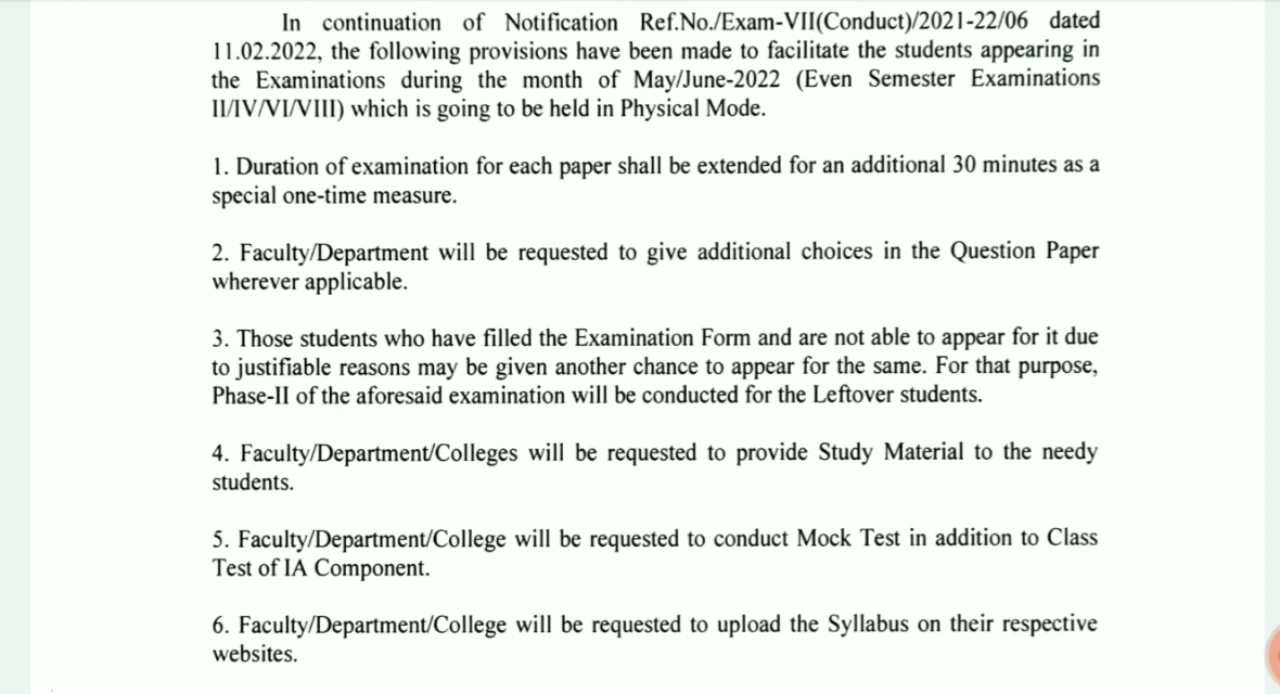 In continuation of Notification Ref.No./Exam-VII(Conduct)/2021-22/06 dated
11.02.2022, the following provisions have been made to facilitate the students appearing in
the Examinations during the month of May/June-2022 (Even Semester Examinations
II/IV/VI/VIII) which is going to be held in Physical Mode.
1. Duration of examination for each paper shall be extended for an additional 30 minutes as a
special one-time measure.
2. Faculty/Department will be requested to give additional choices in the Question Paper
wherever applicable.
3. Those students who have filled the Examination Form and are not able to appear for it due
to justifiable reasons may be given another chance to appear for the same. For that purpose,
Phase-II of the aforesaid examination will be conducted for the Leftover students.
4. Faculty/Department/Colleges will be requested to provide Study Material to the needy
students.
5. Faculty/Department/College will be requested to conduct Mock Test in addition to Class
Test of IA Component.
6. Faculty/Department/College will be requested to upload the Syllabus on their respective
websites.